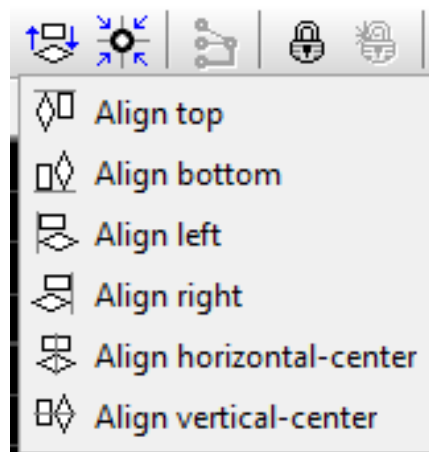 Align top
Align bottom
Align left
Align right
Align horizontal-center
Align vertical-center